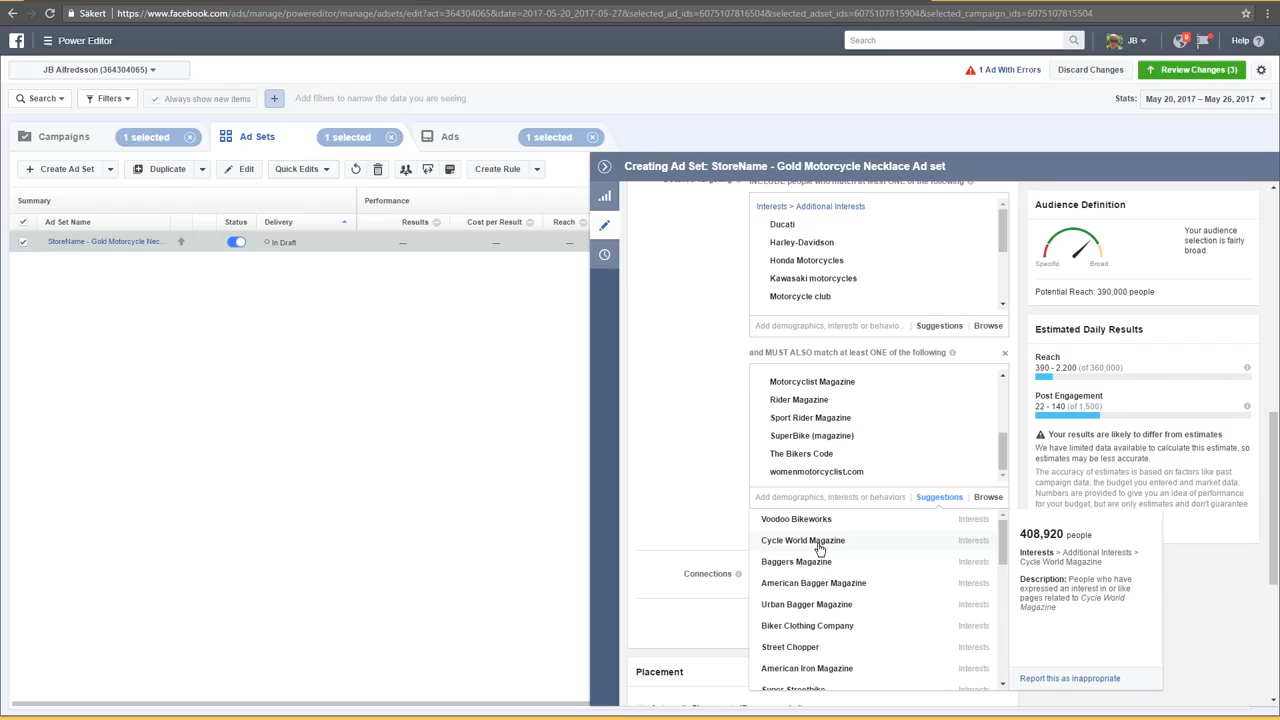 Säkert
https://www.facebook.com/ads/manage/powereditor/manage/adsets/edit?act=364304065&date=2017-05-20_2017-05-27&selected_ad_ids=6075107816504&selected_adset_ids=6075107815904&selected_campaign_ids=6075107815504
Power Editor
Search
JB
9
Help
JB Alfredsson (364304065)
1 Ad With Errors
Discard Changes
Review Changes (3)
Search
Filters
Always show new items
Add filters to narrow the data you are seeing.
Stats:
May 20, 2017 – May 26, 2017
Campaigns
1 selected
Ad Sets
1 selected
Ads
1 selected
Create Ad Set
Duplicate
Edit
Quick Edits
Create Rule
Creating Ad Set: StoreName - Gold Motorcycle Necklace Ad set
Summary
Performance
Ad Set Name
Status
Delivery
Results
Cost per Result
Reach
StoreName - Gold Motorcycle Nec...
In Draft
—
—
—
INCLUDE people who match at least ONE of the following
Interests > Additional Interests
Ducati
Harley-Davidson
Honda Motorcycles
Kawasaki motorcycles
Motorcycle club
Add demographics, interests or behavio...
Suggestions
Browse
and MUST ALSO match at least ONE of the following
Motorcyclist Magazine
Rider Magazine
Sport Rider Magazine
SuperBike (magazine)
The Bikers Code
womenmotorcyclist.com
Add demographics, interests or behaviors
Suggestions
Browse
Voodoo Bikeworks
Interests
Cycle World Magazine
Interests
Baggers Magazine
Interests
American Bagger Magazine
Interests
Urban Bagger Magazine
Interests
Biker Clothing Company
Interests
Street Chopper
Interests
American Iron Magazine
Interests
Super Streetbike
Interests
Connections
Placement
Audience Definition
Your audience
selection is fairly
broad.
Specific
Broad
Potential Reach: 390,000 people
Estimated Daily Results
Reach
390 - 2,200 (of 360,000)
Post Engagement
22 - 140 (of 1,500)
Your results are likely to differ from estimates
We have limited data available to calculate this estimate, so
estimates may be less accurate.
The accuracy of estimates is based on factors like past
campaign data, the budget you entered and market data.
Numbers are provided to give you an idea of performance
for your budget, but are only estimates and don't guarantee
408,920 people
Interests > Additional Interests >
Cycle World Magazine
Description: People who have
expressed an interest in or like
pages related to Cycle World
Magazine
Report this as inappropriate